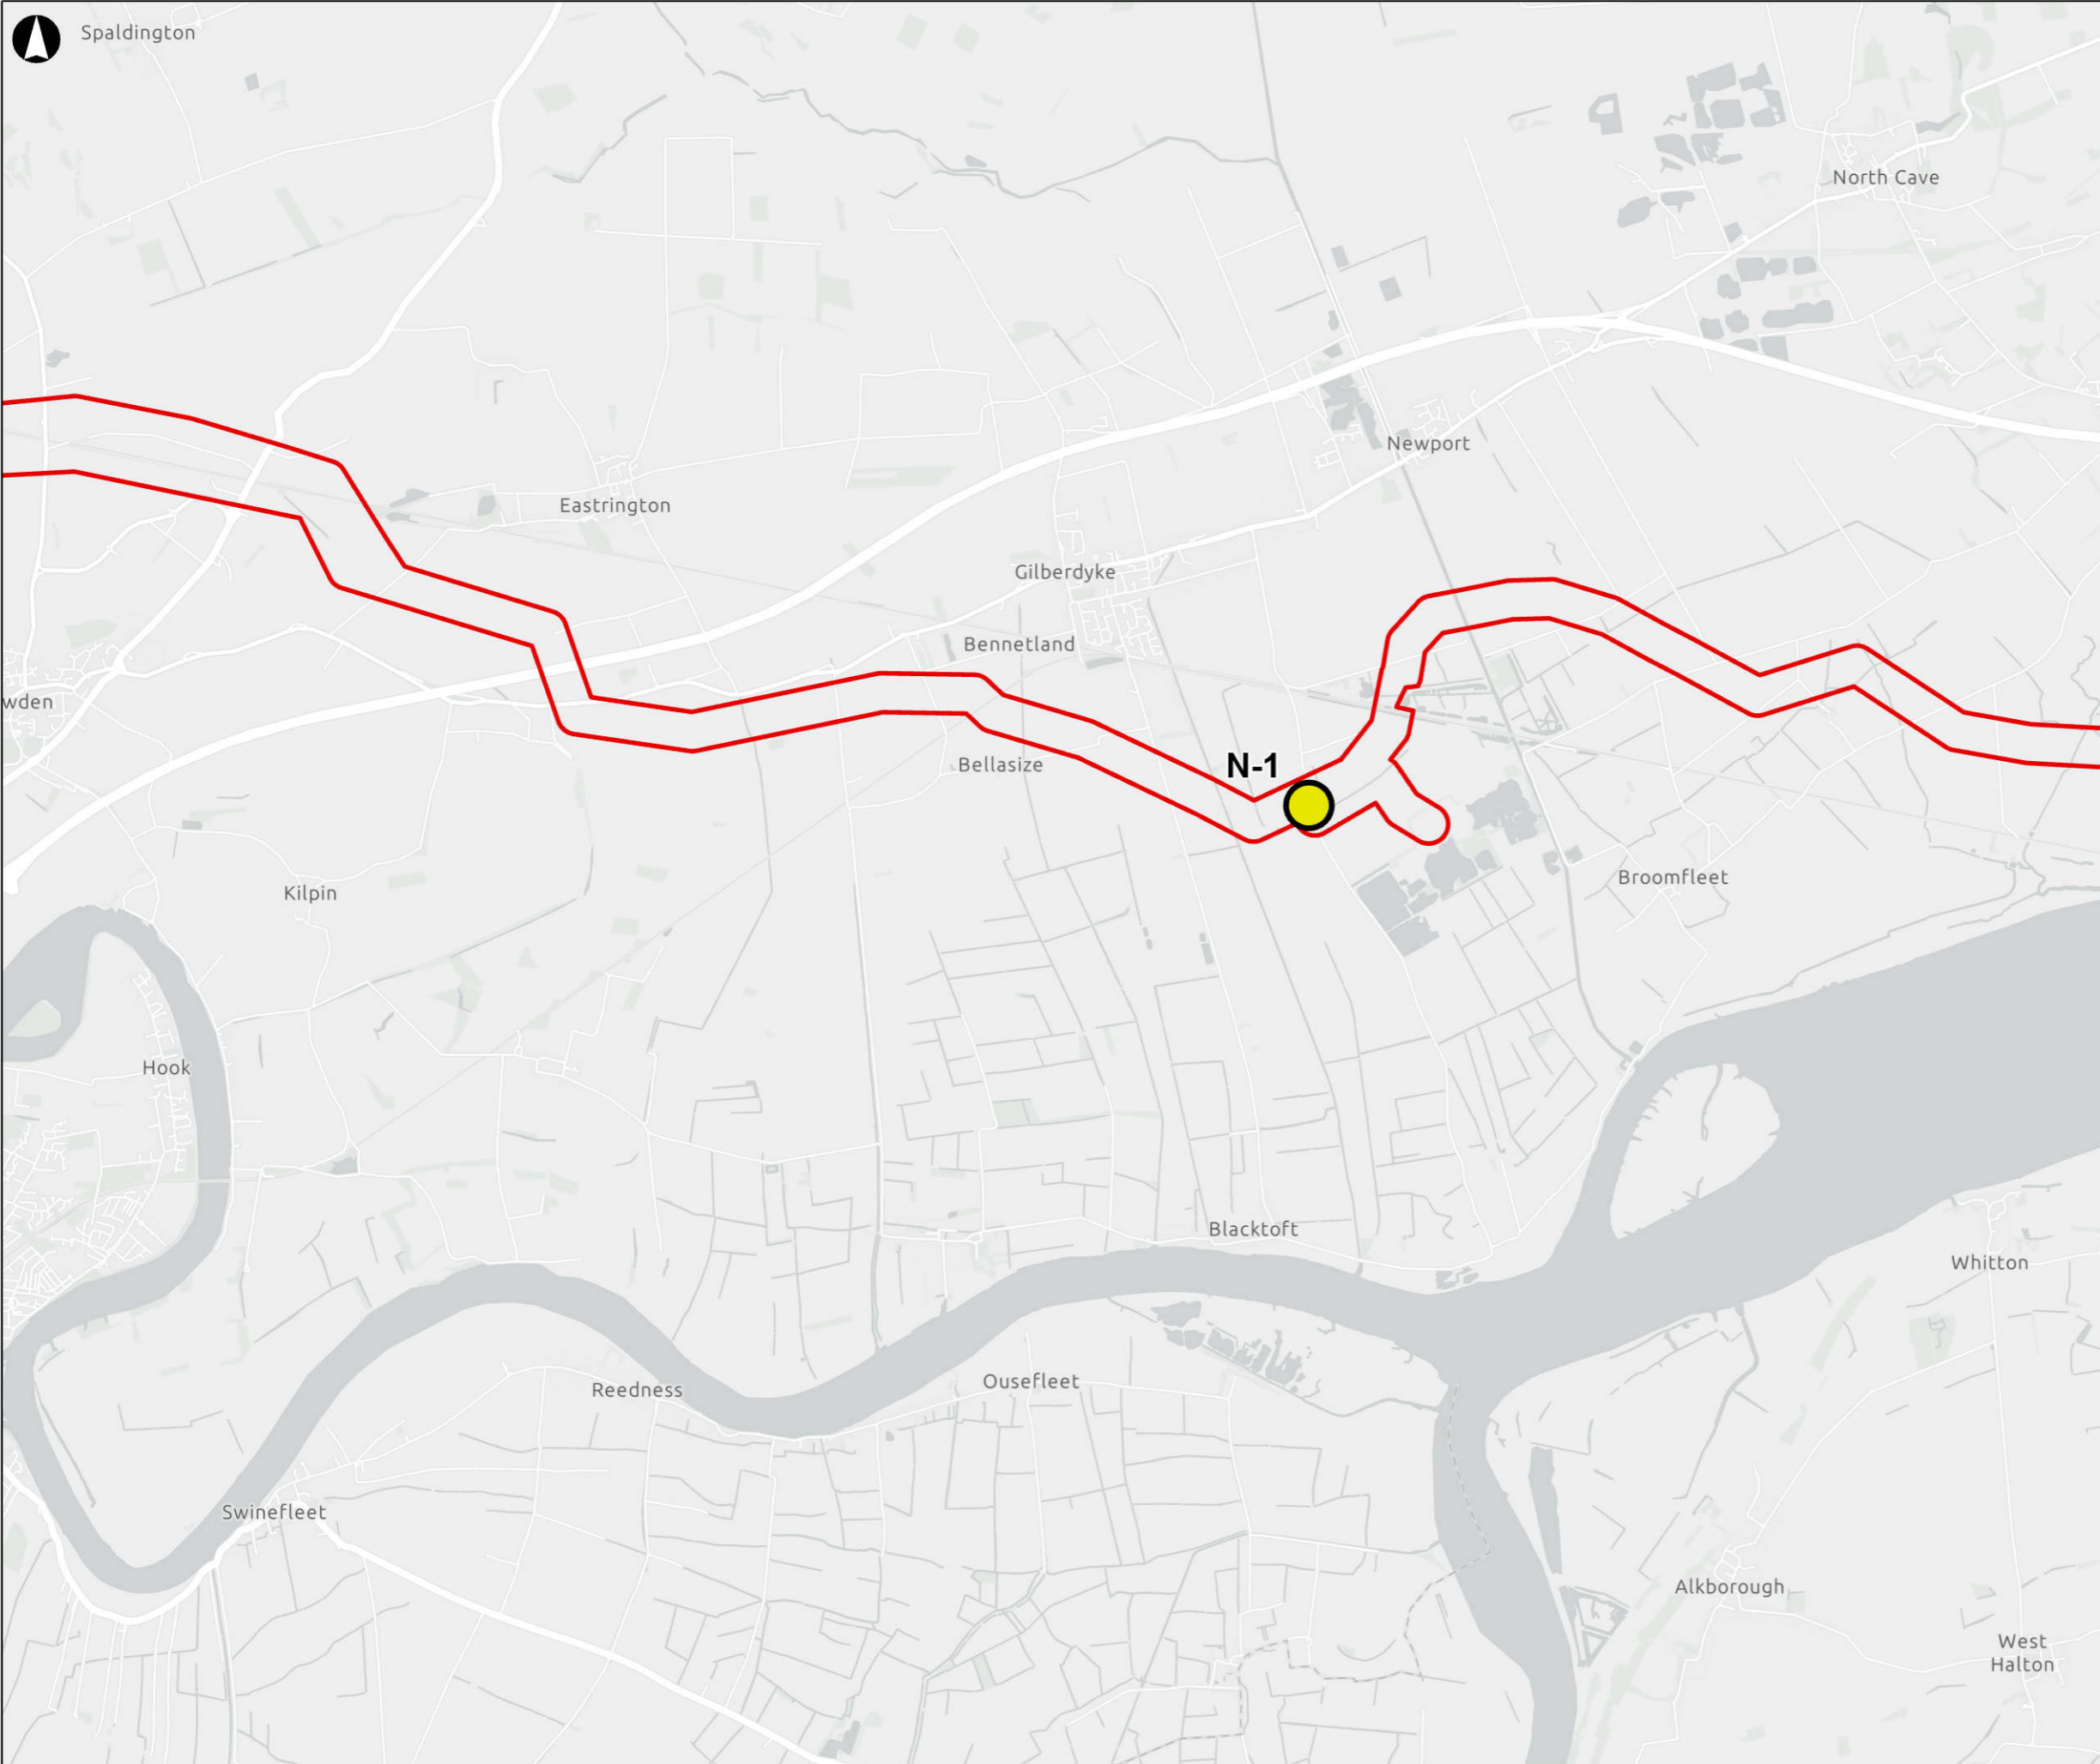 Spaldington
North Cave
Newport
Eastrington
Gilberdyke
Bennetland
wden
N-1
Bellasize
Broomfleet
Kilpin
Hook
Blacktoft
Whitton
Ousefleet
Reedness
Swinefleet
Alkborough
West
Halton